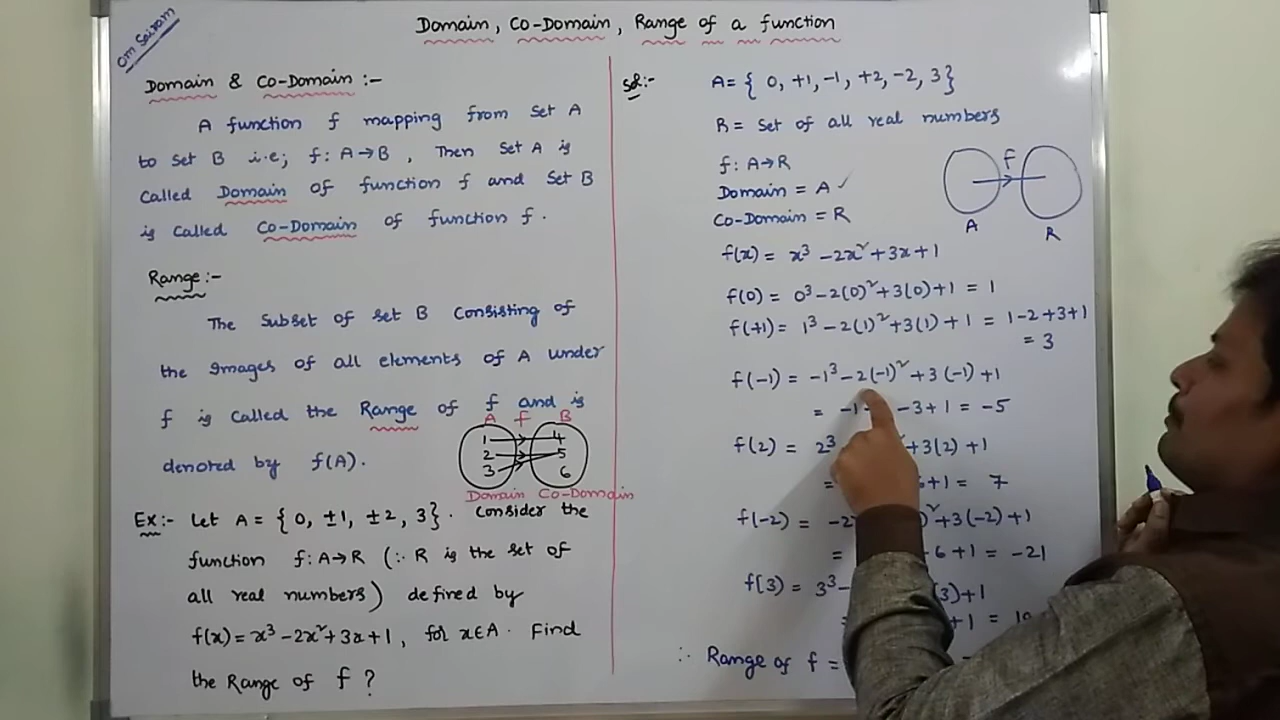 Om Sairam
Domain, Co-Domain, Range of a function
Domain & Co-Domain :-
A function f mapping from set A
to set B i.e; f: A→B , Then set A is
called Domain of function f and set B
is called Co-Domain of function f .
Range :-
The subset of set B consisting of
the Images of all elements of A under
f is called the Range of f and is
denoted by f(A).
A f B
1 4
2 5
3 6
Domain Co-Domain
Ex:- Let A = { 0, ±1, ±2, 3} . Consider the
function f: A→R (∵ R is the set of
all real numbers) defined by
f(x) = x³ -2x² +3x +1 , for x∈A . Find
the Range of f ?
Sol:-
A = { 0, +1, -1, +2, -2, 3}
R = set of all real numbers
f: A→R
Domain = A ✓
Co-Domain = R
f
A R
f(x) = x³ -2x² +3x +1
f(0) = 0³ -2(0)² +3(0) +1 = 1
f(+1) = 1³ -2(1)² +3(1) +1 = 1-2+3+1
= 3
f(-1) = -1³ -2(-1)² +3(-1) +1
= -1 -3+1 = -5
f(2) = 2³ +3(2) +1
= +1 = 7
f(-2) = -2 )² +3(-2) +1
= -6 +1 = -21
f(3) = 3³- (3)+1
= +1 =
∴ Range of f =